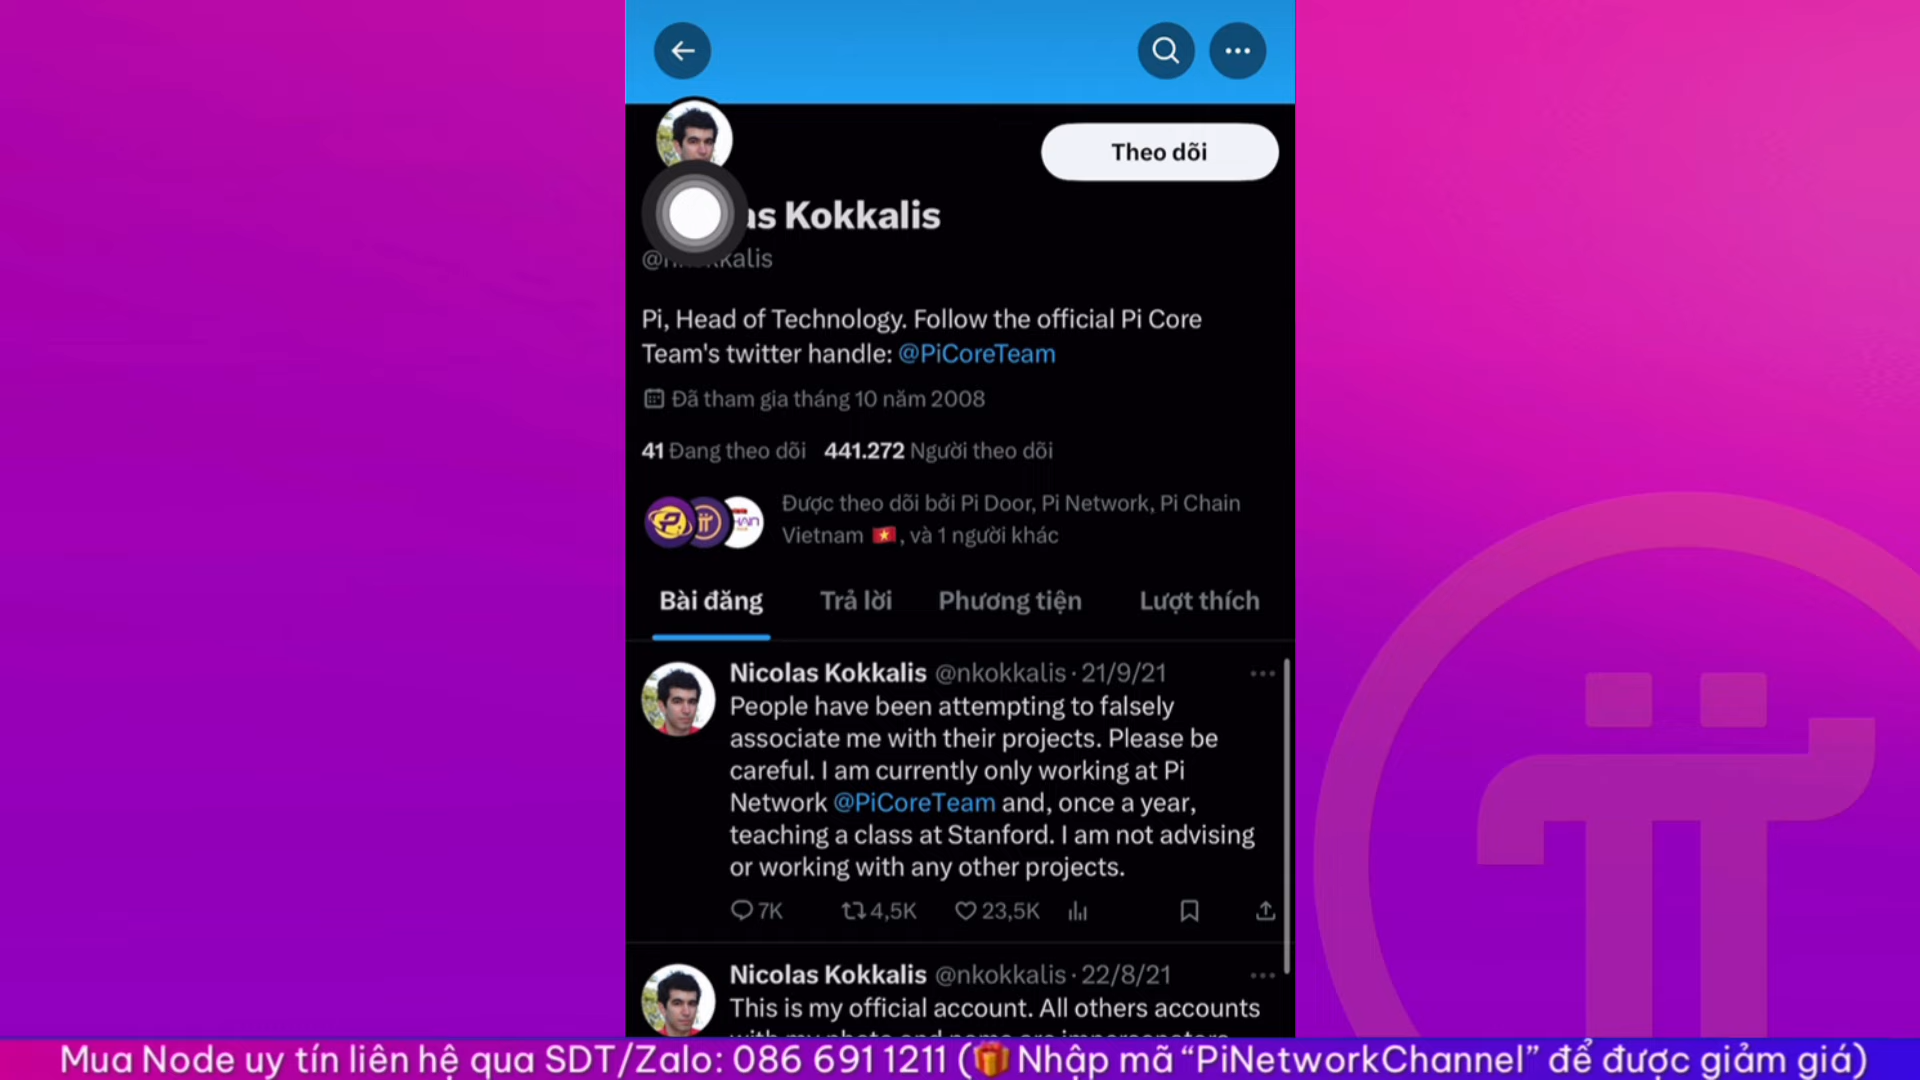 Theo dõi
as Kokkalis
Pi, Head of Technology. Follow the official Pi Core
Team's twitter handle: @PiCoreTeam
Đã tham gia tháng 10 năm 2008
41 Đang theo dõi 441.272 Người theo dõi
Được theo dõi bởi Pi Door, Pi Network, Pi Chain
Vietnam 🇻🇳, và 1 người khác
Bài đăng Trả lời Phương tiện Lượt thích
Nicolas Kokkalis @nkokkalis · 21/9/21
People have been attempting to falsely
associate me with their projects. Please be
careful. I am currently only working at Pi
Network @PiCoreTeam and, once a year,
teaching a class at Stanford. I am not advising
or working with any other projects.
7K 4,5K 23,5K
Nicolas Kokkalis @nkokkalis · 22/8/21
This is my official account. All others accounts
Mua Node uy tín liên hệ qua SDT/Zalo: 086 691 1211 (🎁 Nhập mã “PiNetworkChannel” để được giảm giá)